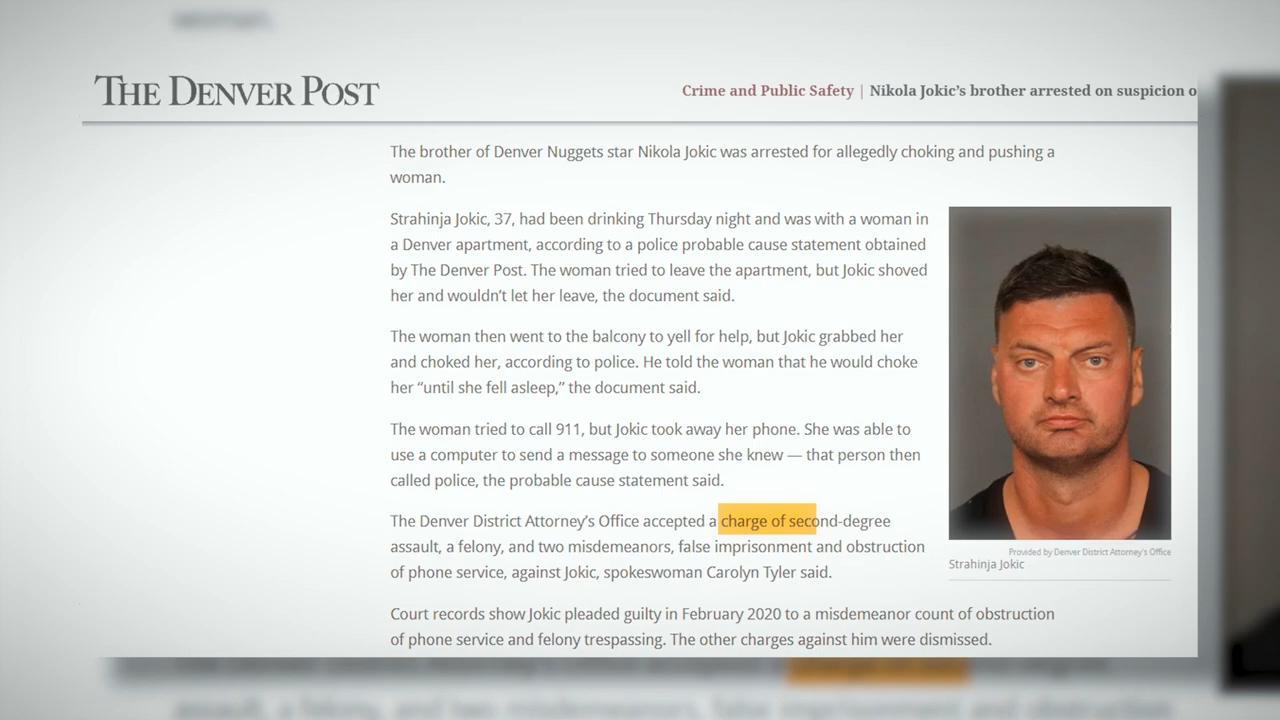 woman.
THE DENVER POST
Crime and Public Safety | Nikola Jokic’s brother arrested on suspicion o
The brother of Denver Nuggets star Nikola Jokic was arrested for allegedly choking and pushing a
woman.
Strahinja Jokic, 37, had been drinking Thursday night and was with a woman in
a Denver apartment, according to a police probable cause statement obtained
by The Denver Post. The woman tried to leave the apartment, but Jokic shoved
her and wouldn’t let her leave, the document said.
The woman then went to the balcony to yell for help, but Jokic grabbed her
and choked her, according to police. He told the woman that he would choke
her “until she fell asleep,” the document said.
The woman tried to call 911, but Jokic took away her phone. She was able to
use a computer to send a message to someone she knew — that person then
called police, the probable cause statement said.
The Denver District Attorney’s Office accepted a charge of second-degree
assault, a felony, and two misdemeanors, false imprisonment and obstruction
of phone service, against Jokic, spokeswoman Carolyn Tyler said.
Provided by Denver District Attorney's Office
Strahinja Jokic
Court records show Jokic pleaded guilty in February 2020 to a misdemeanor count of obstruction
of phone service and felony trespassing. The other charges against him were dismissed.
assault, a felony, and two misdemeanors, false imprisonment and obstruction